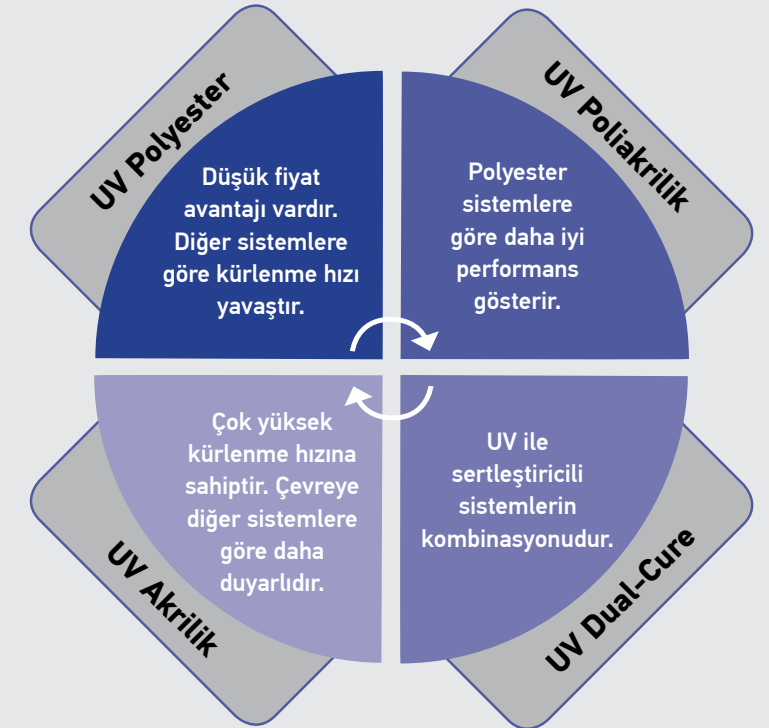 UV Polyester
Düşük fiyat
avantajı vardır.
Diğer sistemlere
göre kürlenme hızı
yavaştır.
UV Poliakrilik
Polyester
sistemlere
göre daha iyi
performans
gösterir.
UV Akrilik
Çok yüksek
kürlenme hızına
sahiptir. Çevreye
diğer sistemlere
göre daha
duyarlıdır.
UV Dual-Cure
UV ile
sertleştiricili
sistemlerin
kombinasyonudur.